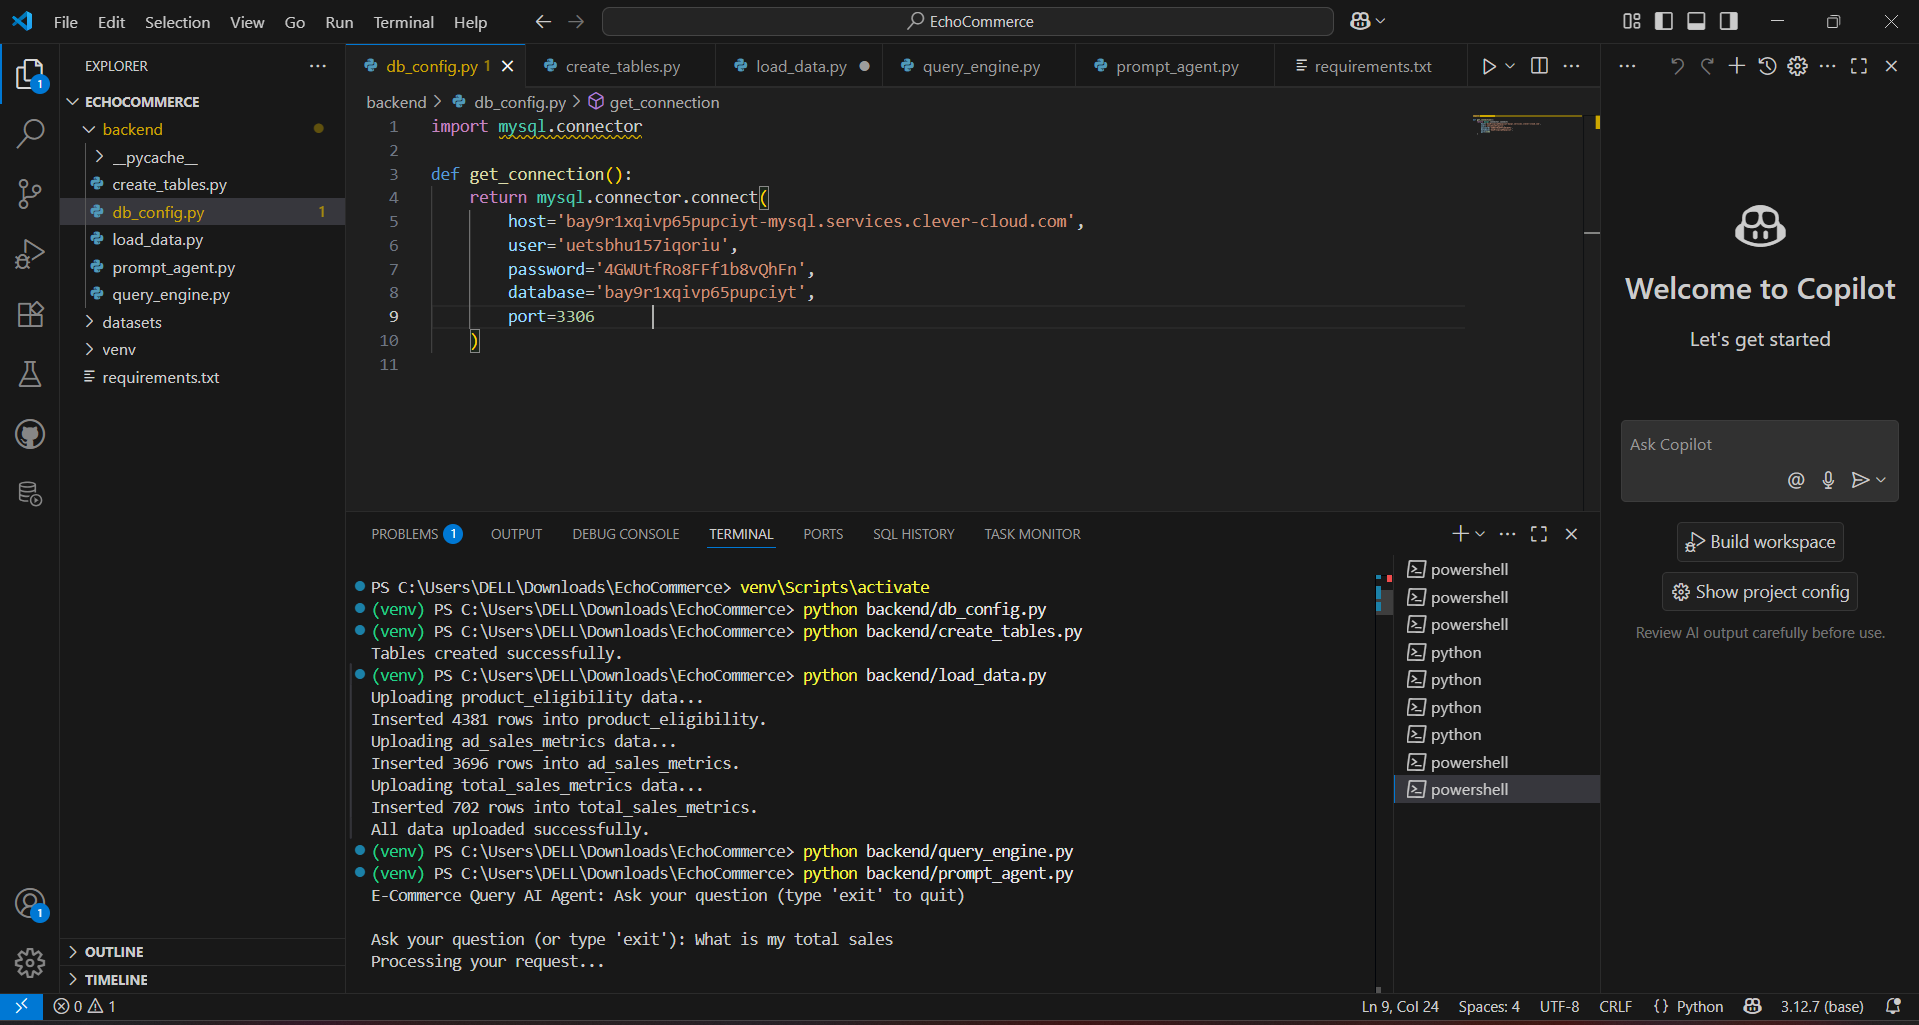 File Edit Selection View Go Run Terminal Help
EchoCommerce
EXPLORER
ECHOCOMMERCE
backend
__pycache__
create_tables.py
db_config.py 1
load_data.py
prompt_agent.py
query_engine.py
datasets
venv
requirements.txt
OUTLINE
TIMELINE
1
1
db_config.py 1
create_tables.py
load_data.py
query_engine.py
prompt_agent.py
requirements.txt
backend > db_config.py > get_connection
1 import mysql.connector
2
3 def get_connection():
4 return mysql.connector.connect(
5 host='bay9r1xqivp65pupciyt-mysql.services.clever-cloud.com',
6 user='uetsbhu157iqoriu',
7 password='4GWUtfRo8FFf1b8vQhFn',
8 database='bay9r1xqivp65pupciyt',
9 port=3306
10 )
11
PROBLEMS 1 OUTPUT DEBUG CONSOLE TERMINAL PORTS SQL HISTORY TASK MONITOR
PS C:\Users\DELL\Downloads\EchoCommerce> venv\Scripts\activate
(venv) PS C:\Users\DELL\Downloads\EchoCommerce> python backend/db_config.py
(venv) PS C:\Users\DELL\Downloads\EchoCommerce> python backend/create_tables.py
Tables created successfully.
(venv) PS C:\Users\DELL\Downloads\EchoCommerce> python backend/load_data.py
Uploading product_eligibility data...
Inserted 4381 rows into product_eligibility.
Uploading ad_sales_metrics data...
Inserted 3696 rows into ad_sales_metrics.
Uploading total_sales_metrics data...
Inserted 702 rows into total_sales_metrics.
All data uploaded successfully.
(venv) PS C:\Users\DELL\Downloads\EchoCommerce> python backend/query_engine.py
(venv) PS C:\Users\DELL\Downloads\EchoCommerce> python backend/prompt_agent.py
E-Commerce Query AI Agent: Ask your question (type 'exit' to quit)
Ask your question (or type 'exit'): What is my total sales
Processing your request...
powershell
powershell
powershell
python
python
python
python
powershell
powershell
Welcome to Copilot
Let's get started
Ask Copilot
Build workspace
Show project config
Review AI output carefully before use.
0 1
Ln 9, Col 24 Spaces: 4 UTF-8 CRLF {} Python 3.12.7 (base)